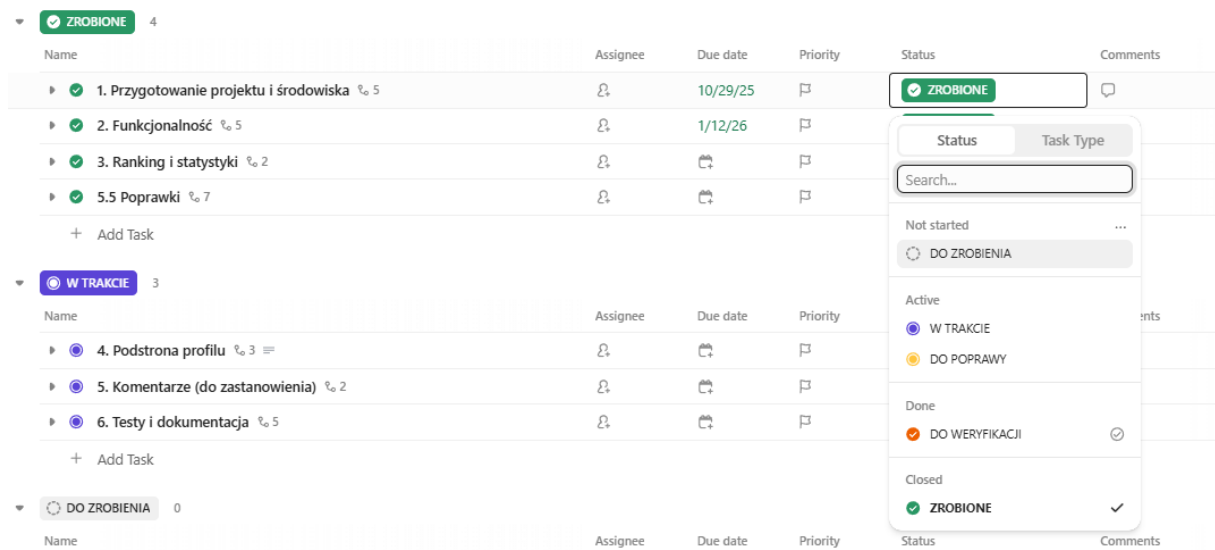 ZROBIONE 4
Name Assignee Due date Priority Status Comments
1. Przygotowanie projektu i środowiska 5 10/29/25 ZROBIONE
2. Funkcjonalność 5 1/12/26
3. Ranking i statystyki 2
5.5 Poprawki 7
+ Add Task
W TRAKCIE 3
Name Assignee Due date Priority
4. Podstrona profilu 3
5. Komentarze (do zastanowienia) 2
6. Testy i dokumentacja 5
+ Add Task
DO ZROBIENIA 0
Name Assignee Due date Priority Status Comments
Status Task Type
Search...
Not started ...
DO ZROBIENIA
Active
W TRAKCIE
DO POPRAWY
Done
DO WERYFIKACJI
Closed
ZROBIONE